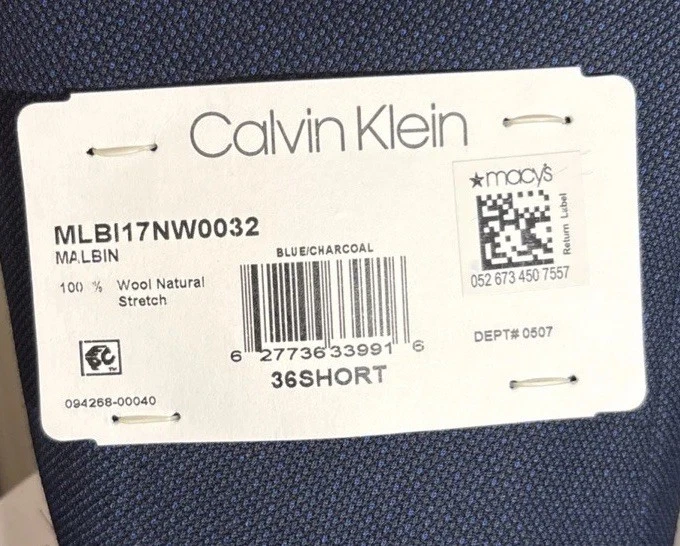 Calvin Klein
★macy's
Return Label
052 673 450 7557
MLBI17NW0032
MALBIN
100 % Wool Natural
Stretch
BLUE/CHARCOAL
6 27736 33991 6
36SHORT
DEPT# 0507
094268-00040